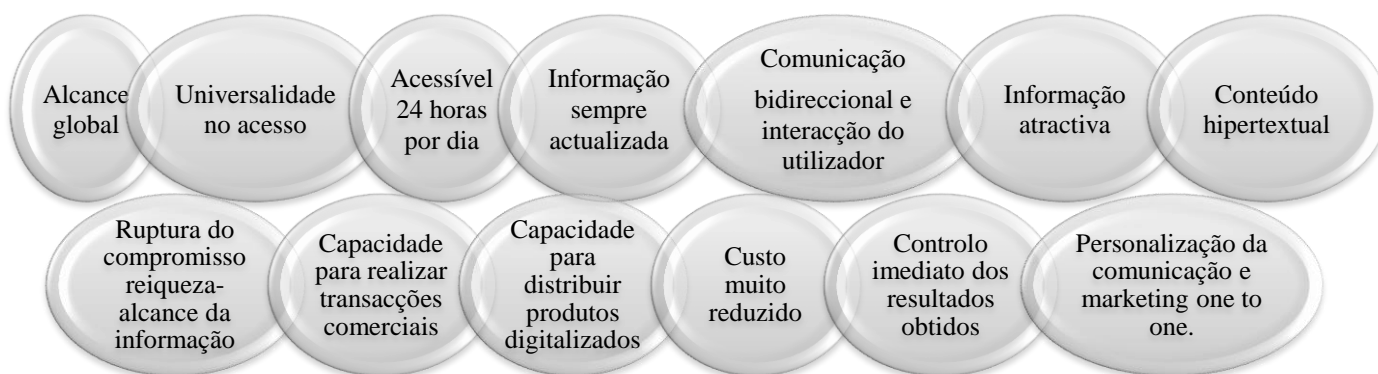 Alcance
global
Universalidade
no acesso
Acessível
24 horas
por dia
Informação
sempre
actualizada
Comunicação
bidireccional e
interacção do
utilizador
Informação
atractiva
Conteúdo
hipertextual
Ruptura do
compromisso
reiqueza-
alcance da
informação
Capacidade
para realizar
transacções
comerciais
Capacidade
para
distribuir
produtos
digitalizados
Custo
muito
reduzido
Controlo
imediato dos
resultados
obtidos
Personalização da
comunicação e
marketing one to
one.